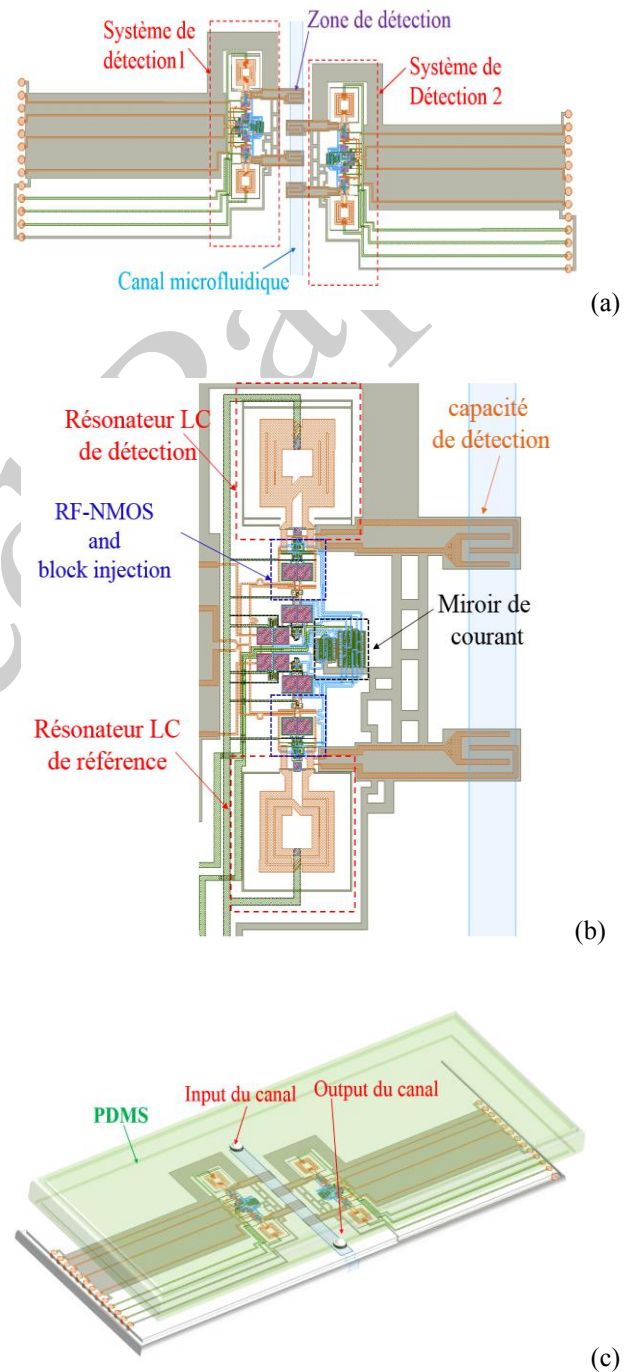 Zone de détection
Système de
détection1
Système de
Détection 2
Canal microfluidique
(a)
Résonateur LC
de détection
capacité
de détection
RF-NMOS
and
block injection
Miroir de
courant
Résonateur LC
de référence
(b)
Input du canal
Output du canal
PDMS
(c)